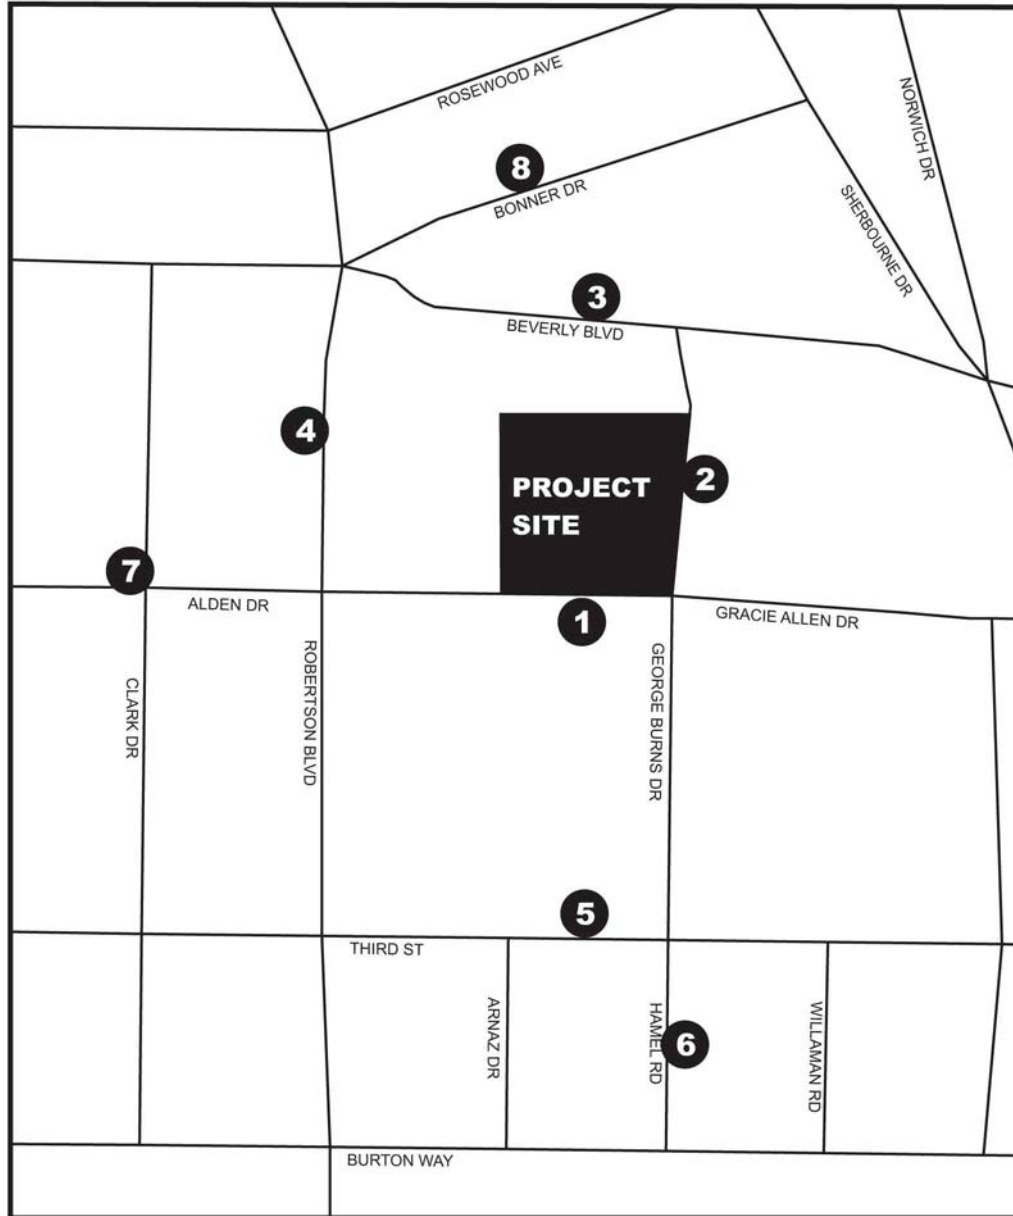 ROSEWOOD AVE
NORWICH DR
8
BONNER DR
SHERBOURNE DR
3
BEVERLY BLVD
4
PROJECT
SITE
2
7
ALDEN DR
1
GRACIE ALLEN DR
CLARK DR
ROBERTSON BLVD
GEORGE BURNS DR
5
THIRD ST
ARNAZ DR
HAMEL RD
6
WILLAMAN RD
BURTON WAY